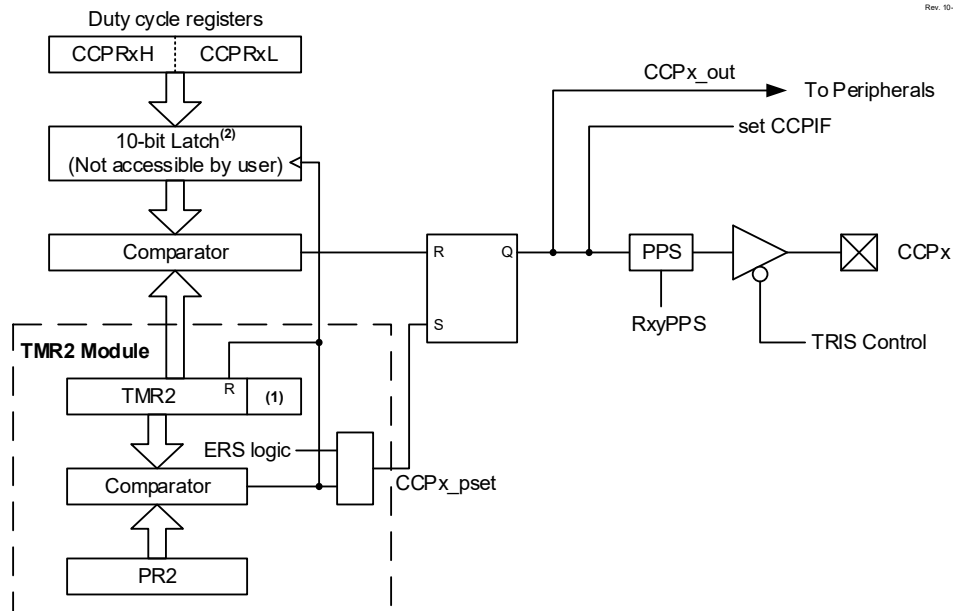 Rev. 10-
Duty cycle registers
CCPRxH CCPRxL
CCPx_out
To Peripherals
set CCPIF
10-bit Latch(2)
(Not accessible by user)
Comparator
R Q
PPS
CCPx
RxyPPS
S
TRIS Control
TMR2 Module
TMR2 R (1)
ERS logic
Comparator
CCPx_pset
PR2